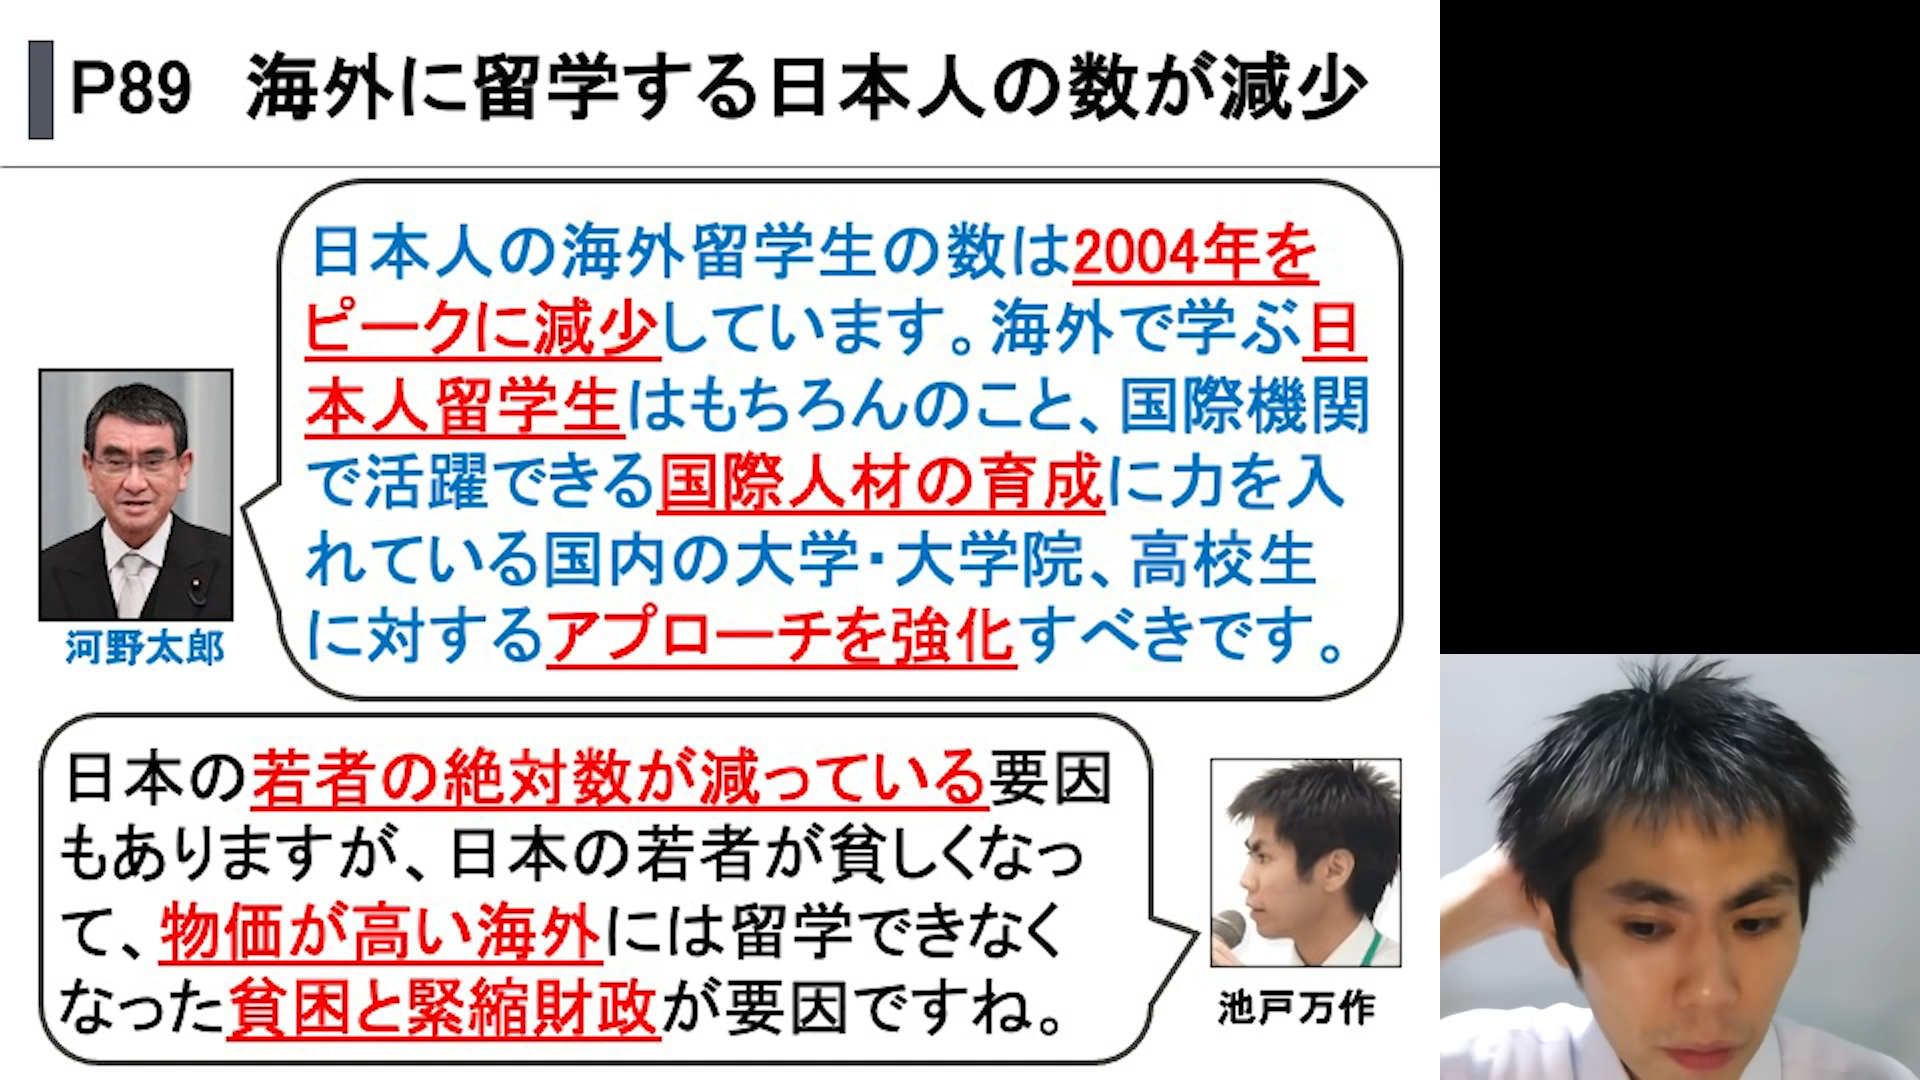 P89 海外に留学する日本人の数が減少
日本人の海外留学生の数は2004年を
ピークに減少しています。海外で学ぶ日
本人留学生はもちろんのこと、国際機関
で活躍できる国際人材の育成に力を入
れている国内の大学・大学院、高校生
に対するアプローチを強化すべきです。
河野太郎
日本の若者の絶対数が減っている要因
もありますが、日本の若者が貧しくなっ
て、物価が高い海外には留学できなく
なった貧困と緊縮財政が要因ですね。
池戸万作